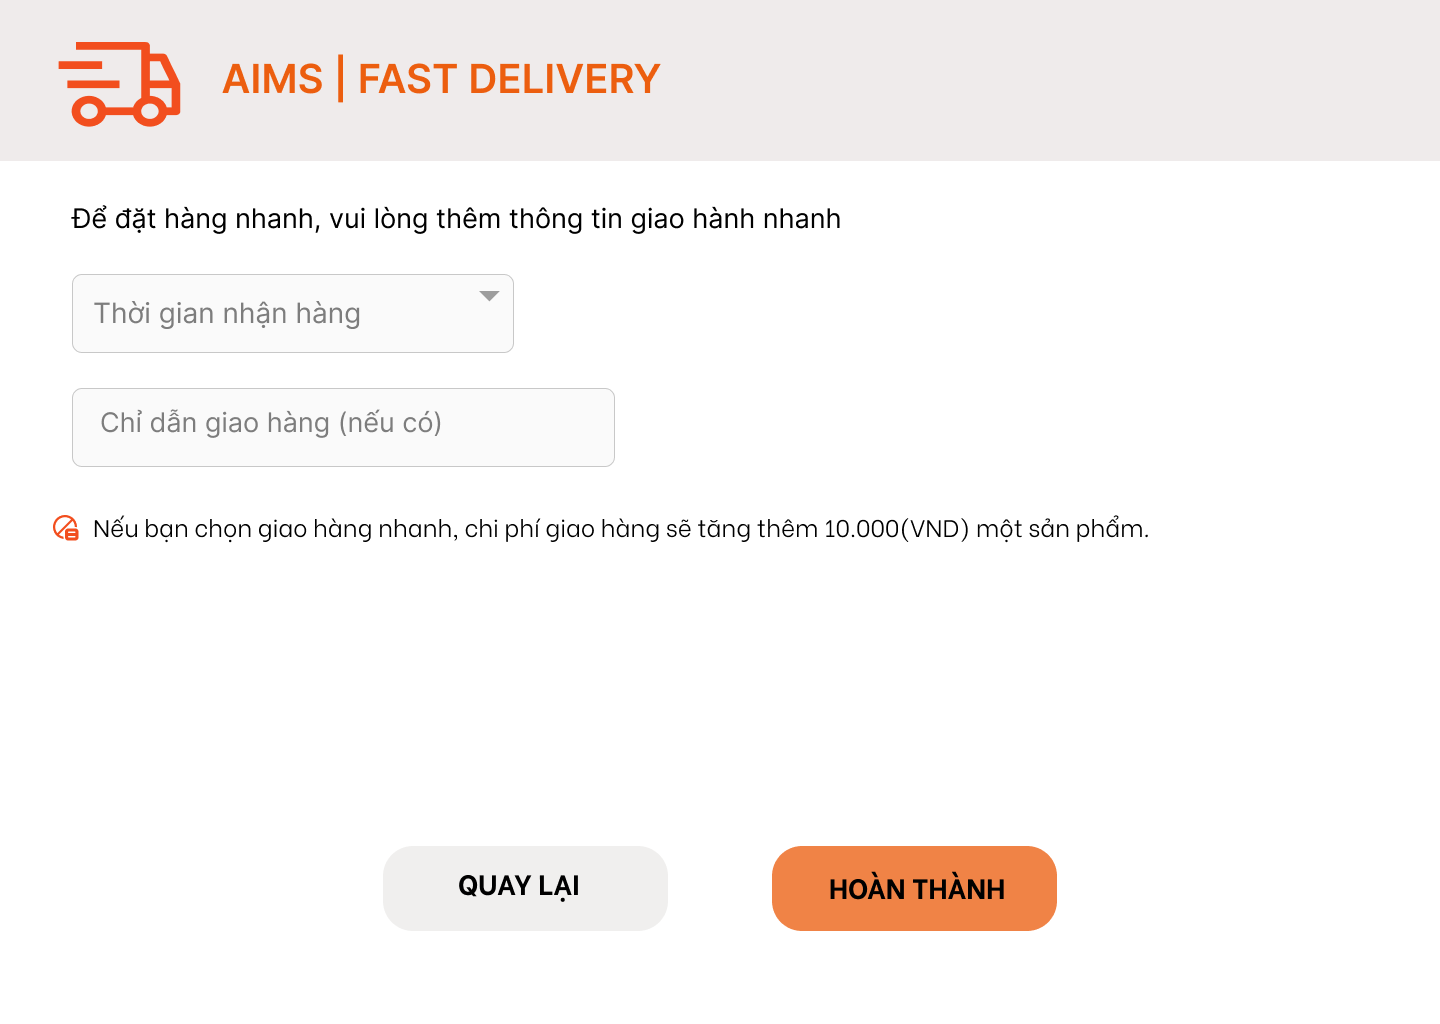 AIMS | FAST DELIVERY
Để đặt hàng nhanh, vui lòng thêm thông tin giao hành nhanh
Thời gian nhận hàng
Chỉ dẫn giao hàng (nếu có)
Nếu bạn chọn giao hàng nhanh, chi phí giao hàng sẽ tăng thêm 10.000(VND) một sản phẩm.
QUAY LẠI
HOÀN THÀNH